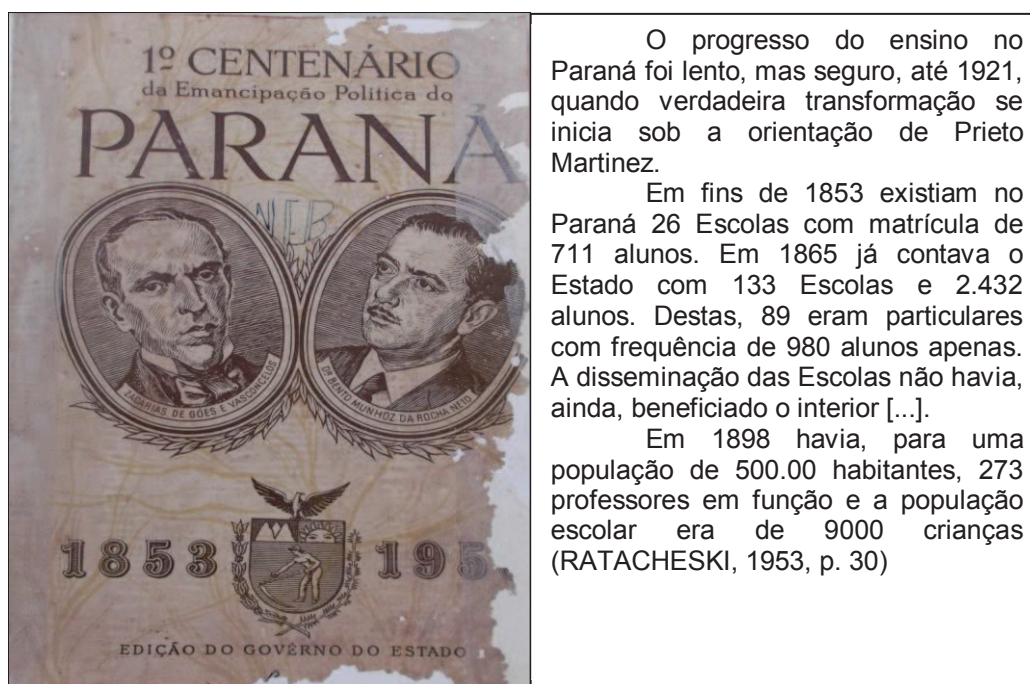 1º CENTENÁRIO
da Emancipação Politica do
PARANÁ
NEB
ZACARIAS DE GÓES E VASCONCELOS
Dr BENTO MUNHOZ DA ROCHA NETO
1853 195
EDIÇÃO DO GOVÊRNO DO ESTADO
O progresso do ensino no
Paraná foi lento, mas seguro, até 1921,
quando verdadeira transformação se
inicia sob a orientação de Prieto
Martinez.
Em fins de 1853 existiam no
Paraná 26 Escolas com matrícula de
711 alunos. Em 1865 já contava o
Estado com 133 Escolas e 2.432
alunos. Destas, 89 eram particulares
com frequência de 980 alunos apenas.
A disseminação das Escolas não havia,
ainda, beneficiado o interior [...].
Em 1898 havia, para uma
população de 500.00 habitantes, 273
professores em função e a população
escolar era de 9000 crianças
(RATACHESKI, 1953, p. 30)